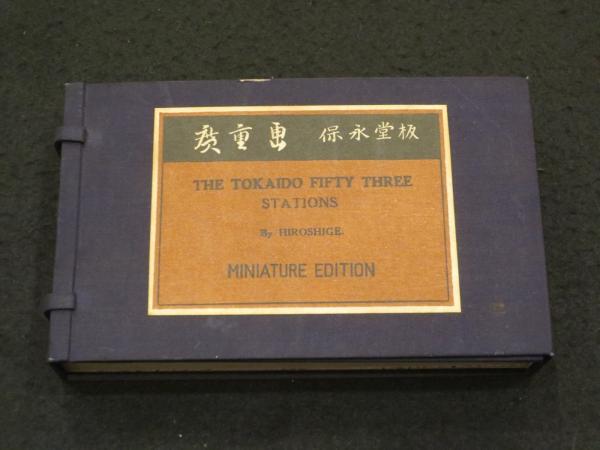 廣重画 保永堂板
THE TOKAIDO FIFTY THREE
STATIONS
By HIROSHIGE.
MINIATURE EDITION